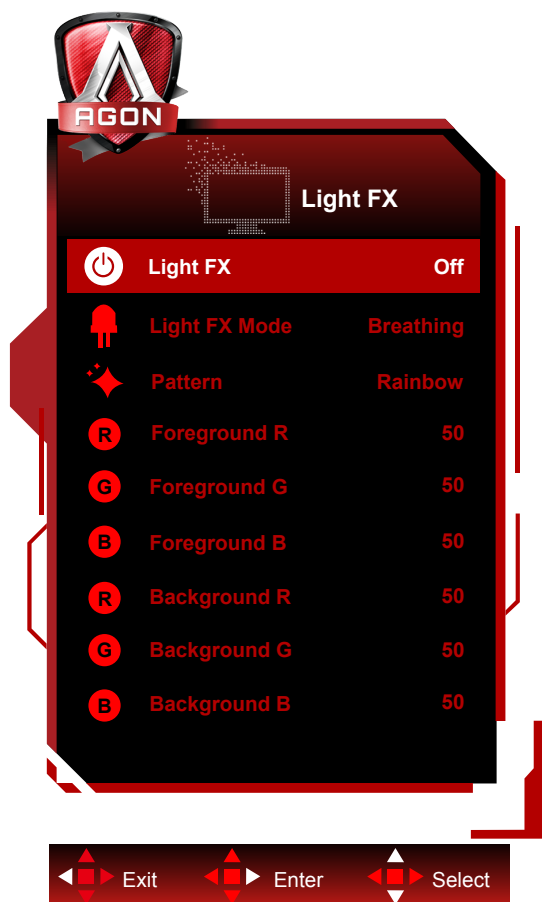 AGON
Light FX
Light FX Off
Light FX Mode Breathing
Pattern Rainbow
R Foreground R 50
G Foreground G 50
B Foreground B 50
R Background R 50
G Background G 50
B Background B 50
Exit Enter Select